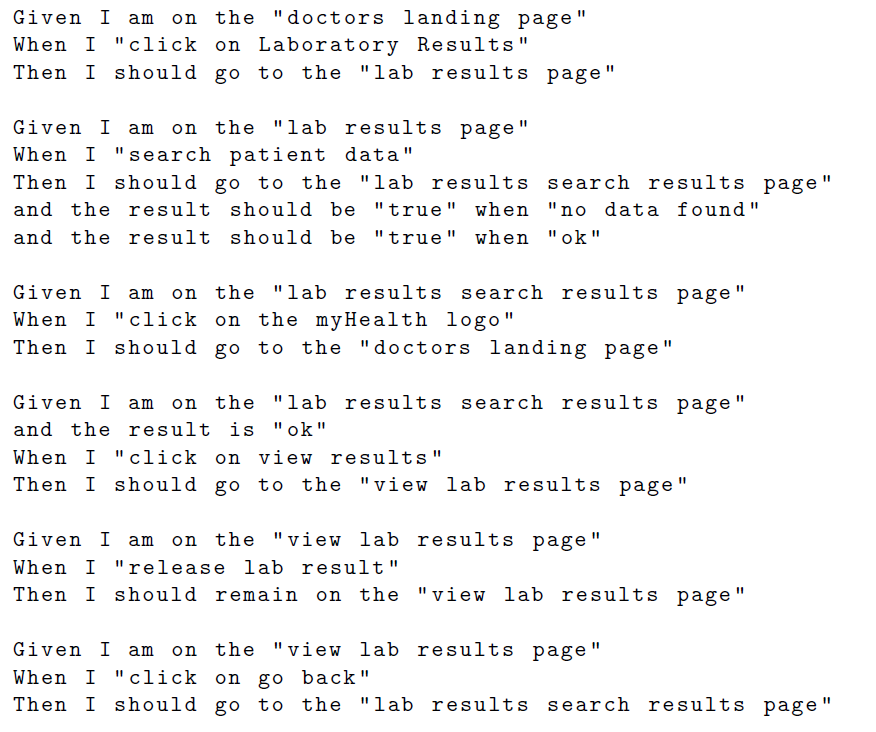 Given I am on the "doctors landing page"
When I "click on Laboratory Results"
Then I should go to the "lab results page"

Given I am on the "lab results page"
When I "search patient data"
Then I should go to the "lab results search results page"
and the result should be "true" when "no data found"
and the result should be "true" when "ok"

Given I am on the "lab results search results page"
When I "click on the myHealth logo"
Then I should go to the "doctors landing page"

Given I am on the "lab results search results page"
and the result is "ok"
When I "click on view results"
Then I should go to the "view lab results page"

Given I am on the "view lab results page"
When I "release lab result"
Then I should remain on the "view lab results page"

Given I am on the "view lab results page"
When I "click on go back"
Then I should go to the "lab results search results page"